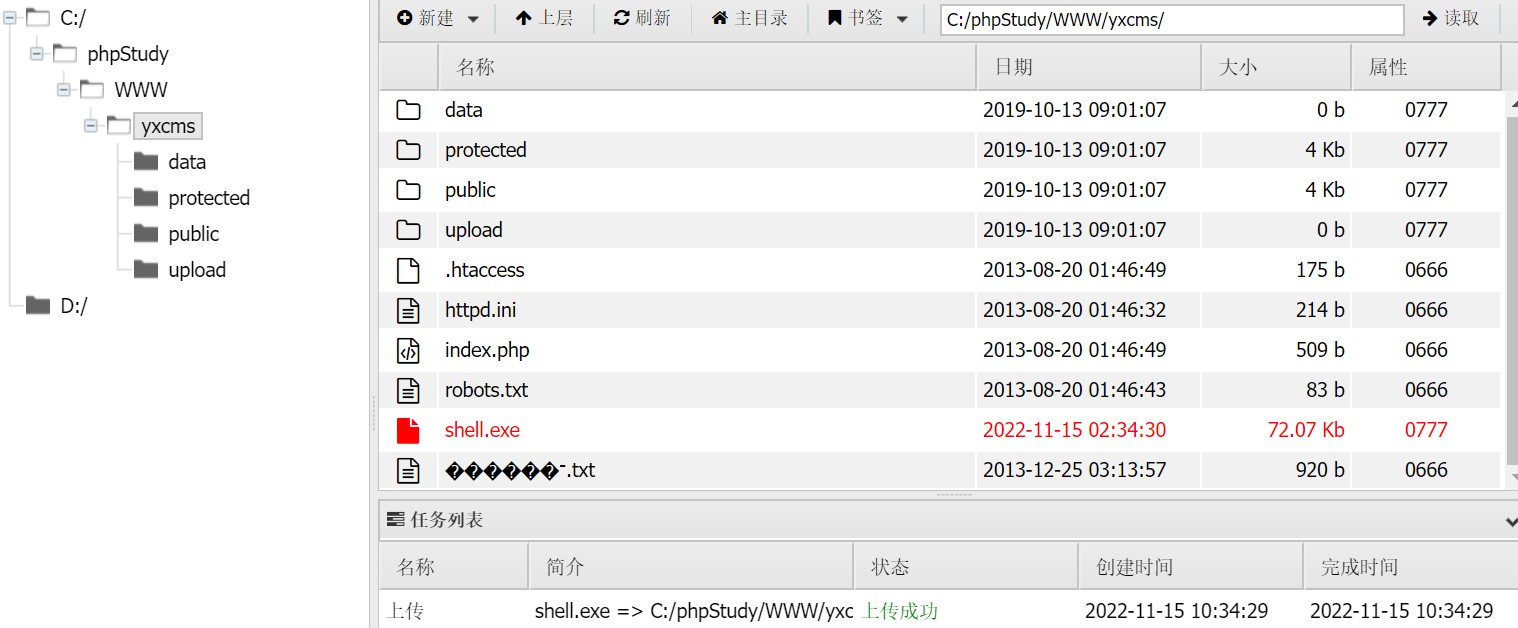 C:/
phpStudy
WWW
yxcms
data
protected
public
upload
D:/
新建 上层 刷新 主目录 书签 C:/phpStudy/WWW/yxcms/ 读取
名称 日期 大小 属性
data 2019-10-13 09:01:07 0 b 0777
protected 2019-10-13 09:01:07 4 Kb 0777
public 2019-10-13 09:01:07 4 Kb 0777
upload 2019-10-13 09:01:07 0 b 0777
.htaccess 2013-08-20 01:46:49 175 b 0666
httpd.ini 2013-08-20 01:46:32 214 b 0666
index.php 2013-08-20 01:46:49 509 b 0666
robots.txt 2013-08-20 01:46:43 83 b 0666
shell.exe 2022-11-15 02:34:30 72.07 Kb 0777
������־.txt 2013-12-25 03:13:57 920 b 0666
任务列表
名称 简介 状态 创建时间 完成时间
上传 shell.exe => C:/phpStudy/WWW/yxc 上传成功 2022-11-15 10:34:29 2022-11-15 10:34:29